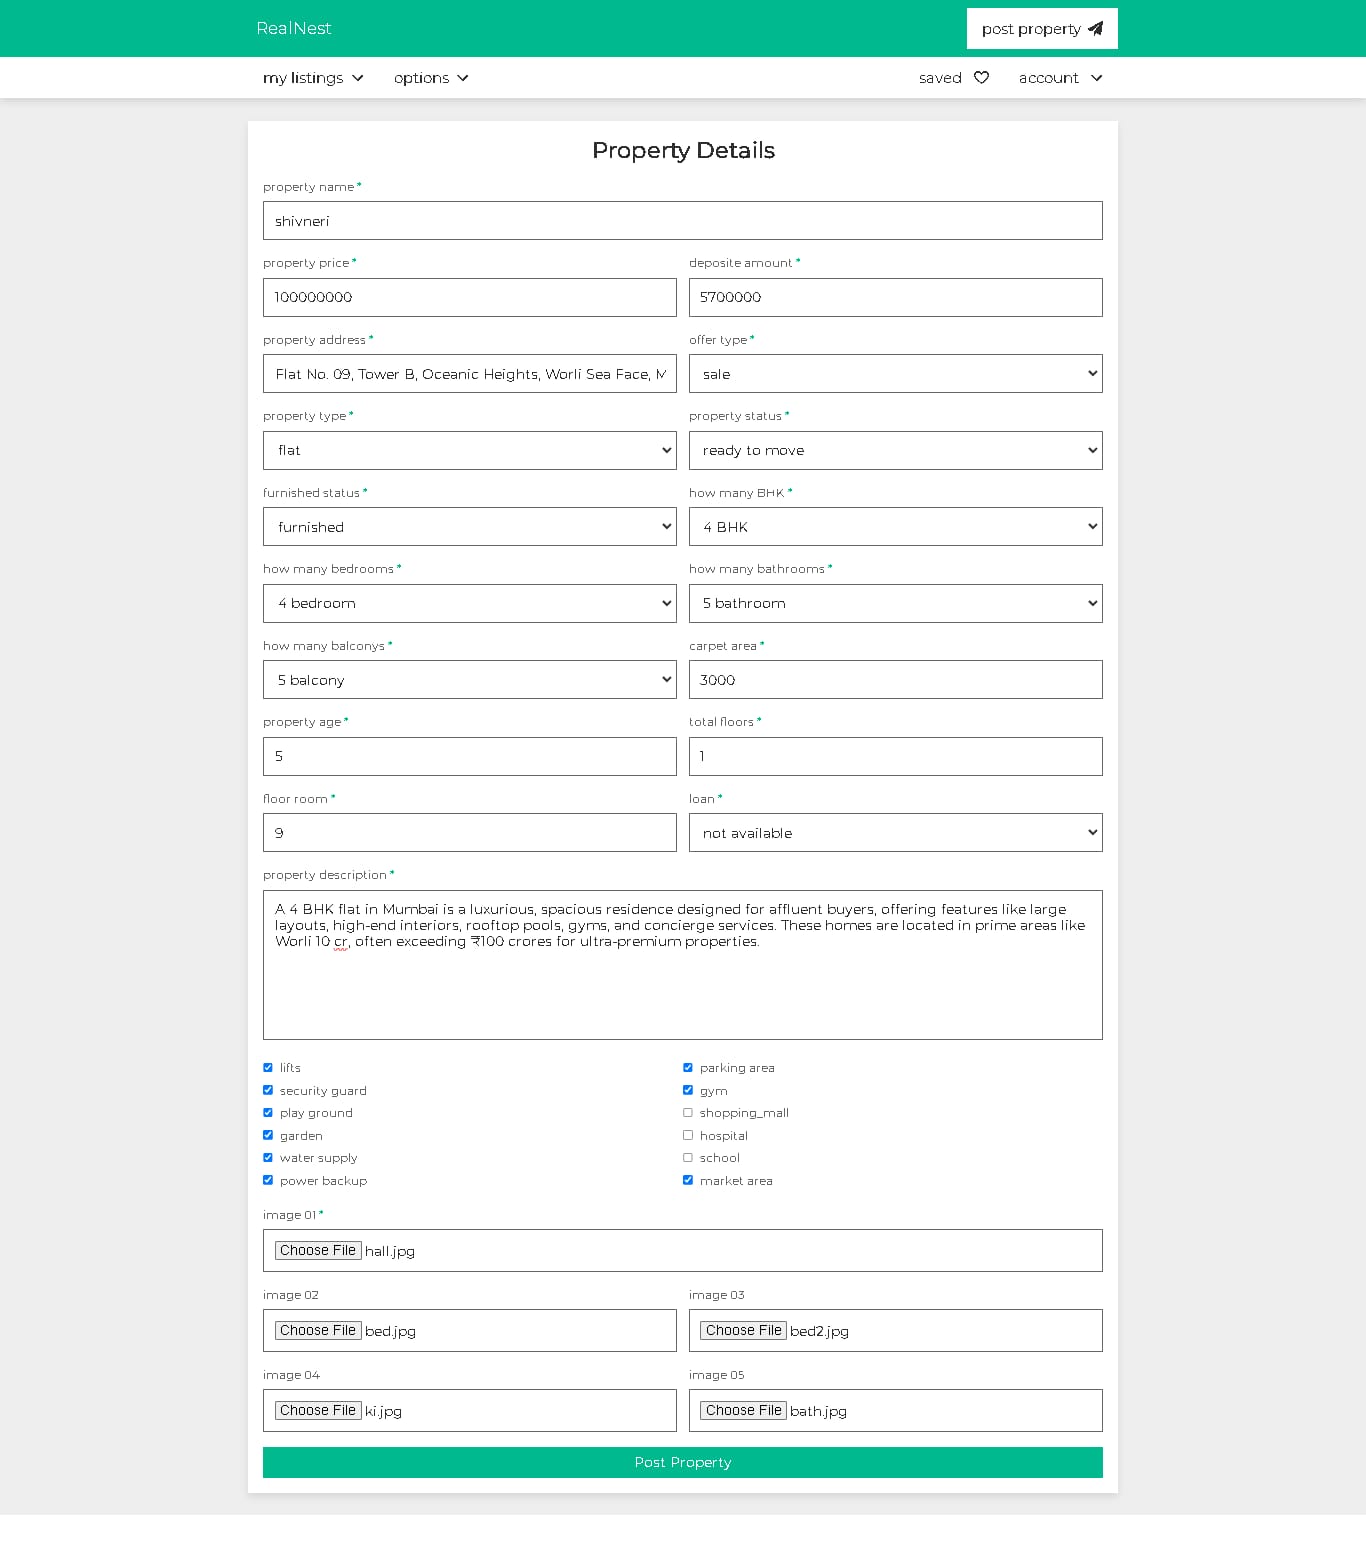 RealNest
post property
my listings
options
saved
account
Property Details
property name *
shivneri
property price *
deposite amount *
100000000
5700000
property address *
offer type *
Flat No. 09, Tower B, Oceanic Heights, Worli Sea Face, M
sale
property type *
property status *
flat
ready to move
furnished status *
how many BHK *
furnished
4 BHK
how many bedrooms *
how many bathrooms *
4 bedroom
5 bathroom
how many balconys *
carpet area *
5 balcony
3000
property age *
total floors *
5
1
floor room *
loan *
9
not available
property description *
A 4 BHK flat in Mumbai is a luxurious, spacious residence designed for affluent buyers, offering features like large
layouts, high-end interiors, rooftop pools, gyms, and concierge services. These homes are located in prime areas like
Worli 10 cr, often exceeding ₹100 crores for ultra-premium properties.
lifts
parking area
security guard
gym
play ground
shopping_mall
garden
hospital
water supply
school
power backup
market area
image 01 *
Choose File hall.jpg
image 02
image 03
Choose File bed.jpg
Choose File bed2.jpg
image 04
image 05
Choose File ki.jpg
Choose File bath.jpg
Post Property